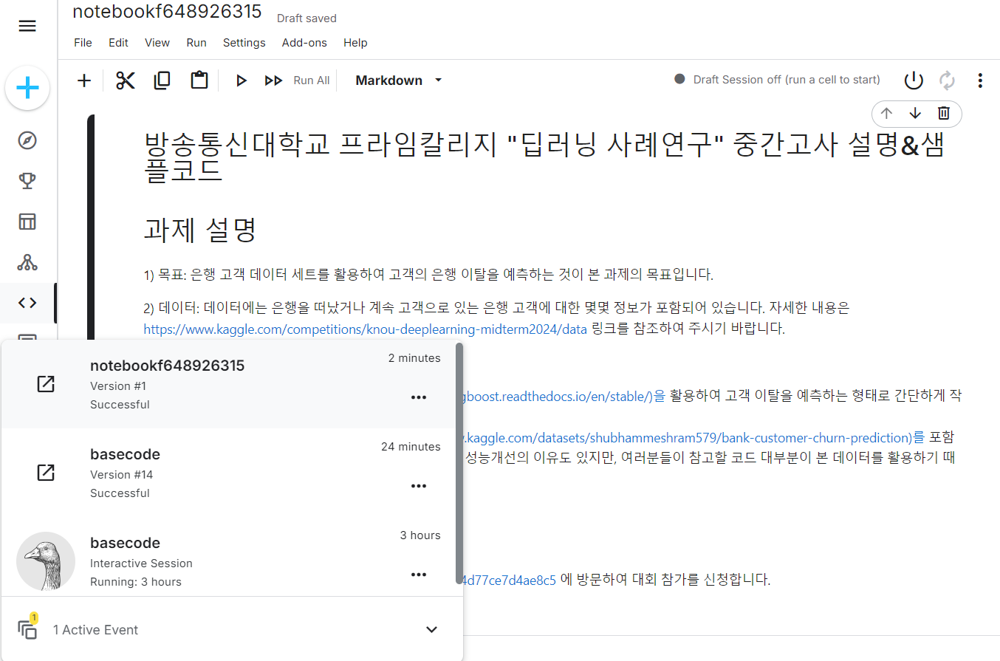 notebookf648926315 Draft saved
File Edit View Run Settings Add-ons Help
Run All Markdown Draft Session off (run a cell to start)
방송통신대학교 프라임칼리지 "딥러닝 사례연구" 중간고사 설명&샘
플코드
과제 설명
1) 목표: 은행 고객 데이터 세트를 활용하여 고객의 은행 이탈을 예측하는 것이 본 과제의 목표입니다.
2) 데이터: 데이터에는 은행을 떠났거나 계속 고객으로 있는 은행 고객에 대한 몇몇 정보가 포함되어 있습니다. 자세한 내용은
https://www.kaggle.com/competitions/knou-deeplearning-midterm2024/data 링크를 참조하여 주시기 바랍니다.
gboost.readthedocs.io/en/stable/)을 활용하여 고객 이탈을 예측하는 형태로 간단하게 작
.kaggle.com/datasets/shubhammeshram579/bank-customer-churn-prediction)를 포함
성능개선의 이유도 있지만, 여러분들이 참고할 코드 대부분이 본 데이터를 활용하기 때
4d77ce7d4ae8c5 에 방문하여 대회 참가를 신청합니다.
notebookf648926315 2 minutes
Version #1
Successful
basecode 24 minutes
Version #14
Successful
basecode 3 hours
Interactive Session
Running: 3 hours
1
1 Active Event